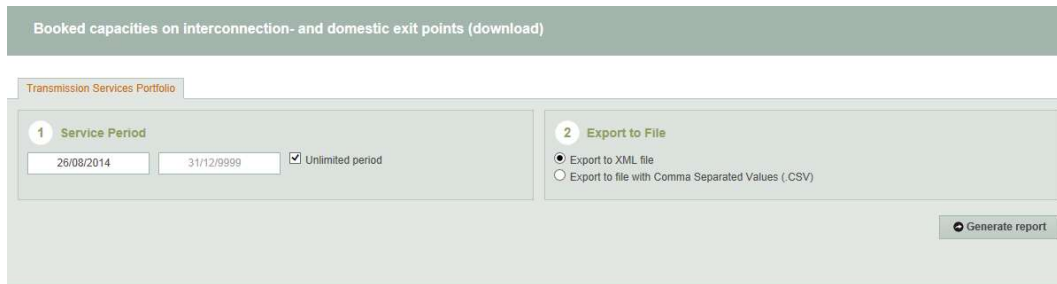 Booked capacities on interconnection- and domestic exit points (download)
Transmission Services Portfolio
1 Service Period
26/08/2014 31/12/9999 Unlimited period
2 Export to File
Export to XML file
Export to file with Comma Separated Values (.CSV)
Generate report